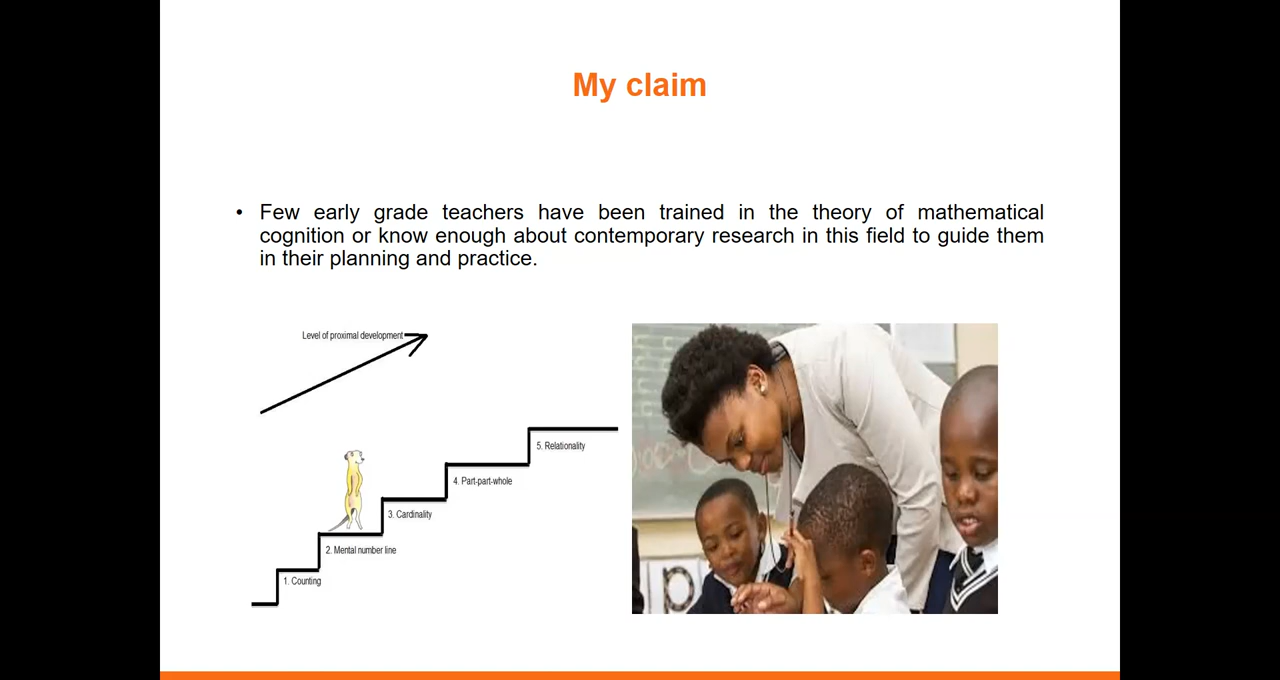 My claim
• Few early grade teachers have been trained in the theory of mathematical
cognition or know enough about contemporary research in this field to guide them
in their planning and practice.
Level of proximal development
5. Relationality
4. Part-part-whole
3. Cardinality
2. Mental number line
1. Counting
p